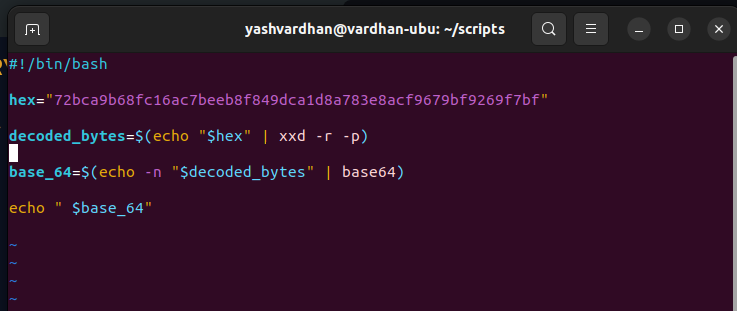 yashvardhan@vardhan-ubu: ~/scripts
#!/bin/bash
hex="72bca9b68fc16ac7beeb8f849dca1d8a783e8acf9679bf9269f7bf"
decoded_bytes=$(echo "$hex" | xxd -r -p)
base_64=$(echo -n "$decoded_bytes" | base64)
echo " $base_64"
~
~
~
~